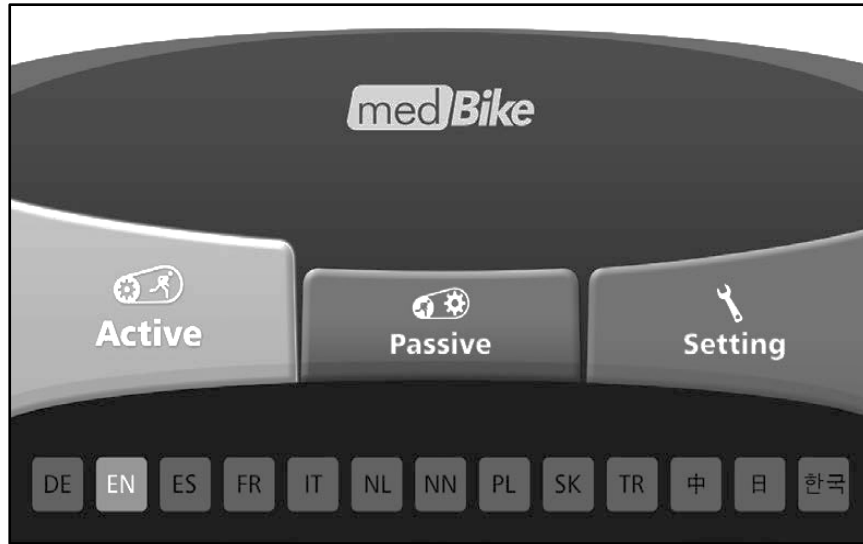 medBike
Active
Passive
Setting
DE EN ES FR IT NL NN PL SK TR 中 日 한국